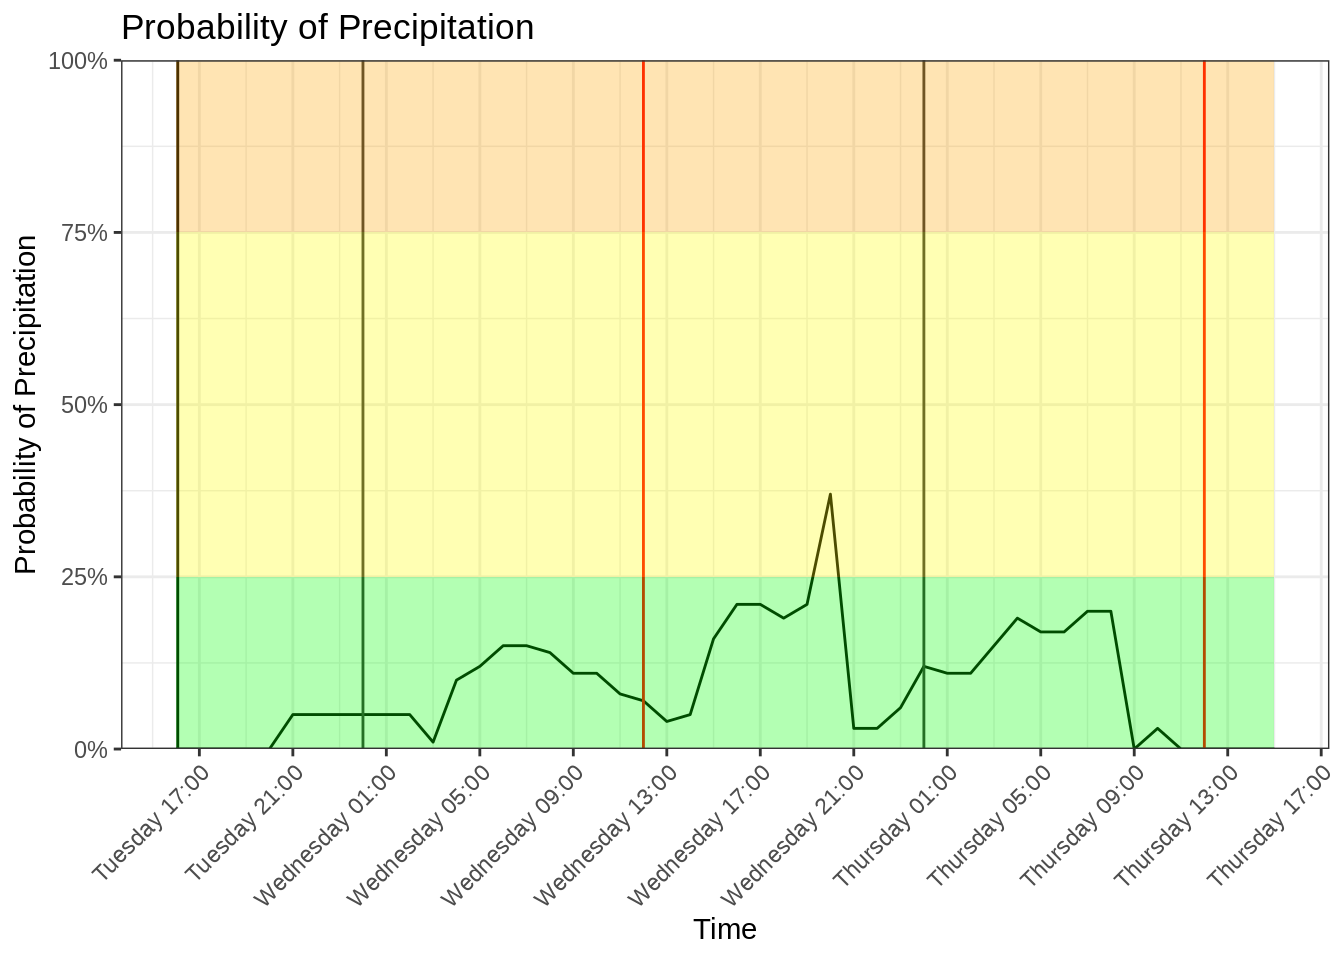 Probability of Precipitation
Probability of Precipitation
100%
75%
50%
25%
0%
Tuesday 17:00
Tuesday 21:00
Wednesday 01:00
Wednesday 05:00
Wednesday 09:00
Wednesday 13:00
Wednesday 17:00
Wednesday 21:00
Thursday 01:00
Thursday 05:00
Thursday 09:00
Thursday 13:00
Thursday 17:00
Time